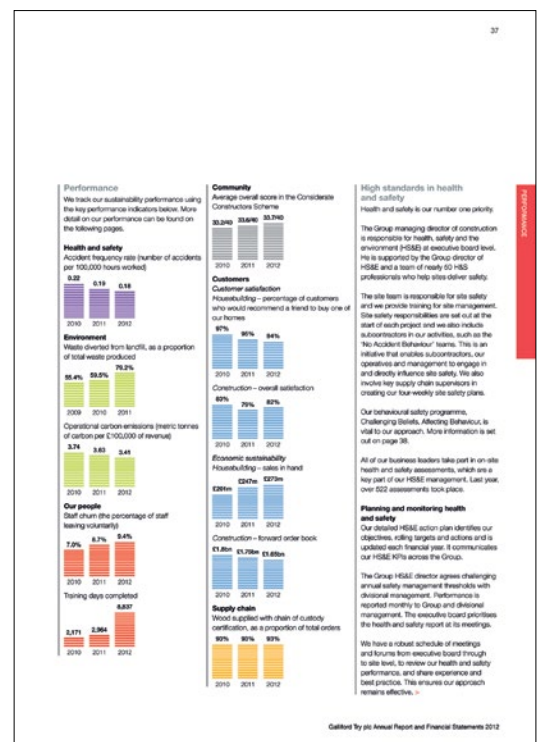 37
PERFORMANCE
Performance
We track our sustainability performance using
the key performance indicators below. More
detail on our performance can be found on
the following pages.
Health and safety
Accident frequency rate (number of accidents
per 100,000 hours worked)
0.22 0.19 0.18
2010 2011 2012
Environment
Waste diverted from landfill, as a proportion
of total waste produced
55.4% 59.5% 79.2%
2009 2010 2011
Operational carbon emissions (metric tonnes
of carbon per £100,000 of revenue)
3.74 3.63 3.41
2010 2011 2012
Our people
Staff churn (the percentage of staff
leaving voluntarily)
7.0% 8.7% 9.4%
2010 2011 2012
Training days completed
2,171 2,964 8,837
2010 2011 2012
Community
Average overall score in the Considerate
Constructors Scheme
33.2/40 33.6/40 33.7/40
2010 2011 2012
Customers
Customer satisfaction
Housebuilding – percentage of customers
who would recommend a friend to buy one of
our homes
97% 95% 94%
2010 2011 2012
Construction – overall satisfaction
83% 79% 82%
2010 2011 2012
Economic sustainability
Housebuilding – sales in hand
£201m £247m £273m
2010 2011 2012
Construction – forward order book
£1.8bn £1.75bn £1.65bn
2010 2011 2012
Supply chain
Wood supplied with chain of custody
certification, as a proportion of total orders
93% 93% 93%
2010 2011 2012
High standards in health
and safety
Health and safety is our number one priority.
The Group managing director of construction
is responsible for health, safety and the
environment (HS&E) at executive board level.
He is supported by the Group director of
HS&E and a team of nearly 60 H&S
professionals who help sites deliver safety.
The site team is responsible for site safety
and we provide training for site management.
Site safety responsibilities are set out at the
start of each project and we also include
subcontractors in our activities, such as the
'No Accident Behaviour' teams. This is an
initiative that enables subcontractors, our
operatives and management to engage in
and directly influence site safety. We also
involve key supply chain supervisors in
creating our four-weekly site safety plans.
Our behavioural safety programme,
Challenging Beliefs, Affecting Behaviour, is
vital to our approach. More information is set
out on page 38.
All of our business leaders take part in on-site
health and safety assessments, which are a
key part of our HS&E management. Last year,
over 522 assessments took place.
Planning and monitoring health
and safety
Our detailed HS&E action plan identifies our
objectives, rolling targets and actions and is
updated each financial year. It communicates
our HS&E KPIs across the Group.
The Group HS&E director agrees challenging
annual safety management thresholds with
divisional management. Performance is
reported monthly to Group and divisional
management. The executive board prioritises
the health and safety report at its meetings.
We have a robust schedule of meetings
and forums from executive board through
to site level, to review our health and safety
performance, and share experience and
best practice. This ensures our approach
remains effective. >
Galliford Try plc Annual Report and Financial Statements 2012